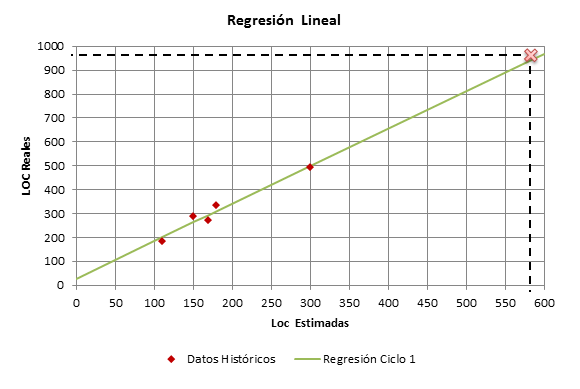 Regresión Lineal
1000
900
800
700
600
500
400
300
200
100
0
LOC Reales
0 50 100 150 200 250 300 350 400 450 500 550 600
Loc Estimadas
Datos Históricos Regresión Ciclo 1